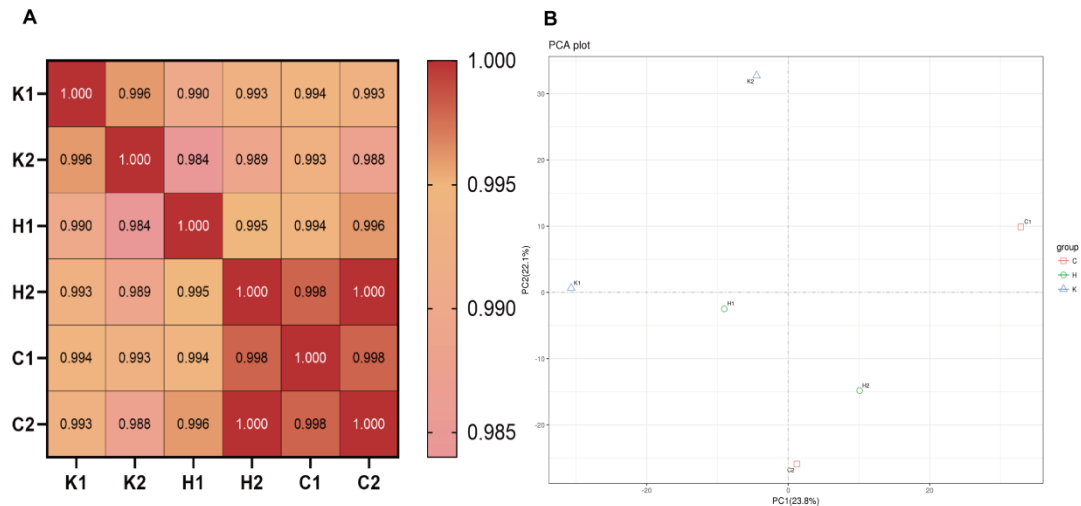 A
K1 1.000 0.996 0.990 0.993 0.994 0.993
K2 0.996 1.000 0.984 0.989 0.993 0.988
H1 0.990 0.984 1.000 0.995 0.994 0.996
H2 0.993 0.989 0.995 1.000 0.998 1.000
C1 0.994 0.993 0.994 0.998 1.000 0.998
C2 0.993 0.988 0.996 1.000 0.998 1.000
K1 K2 H1 H2 C1 C2
1.000
0.995
0.990
0.985
B
PCA plot
PC2(22.1%)
30
20
10
0
-10
-20
K2
C1
K1
H1
H2
C2
-20 0 20
PC1(23.8%)
group
C
H
K